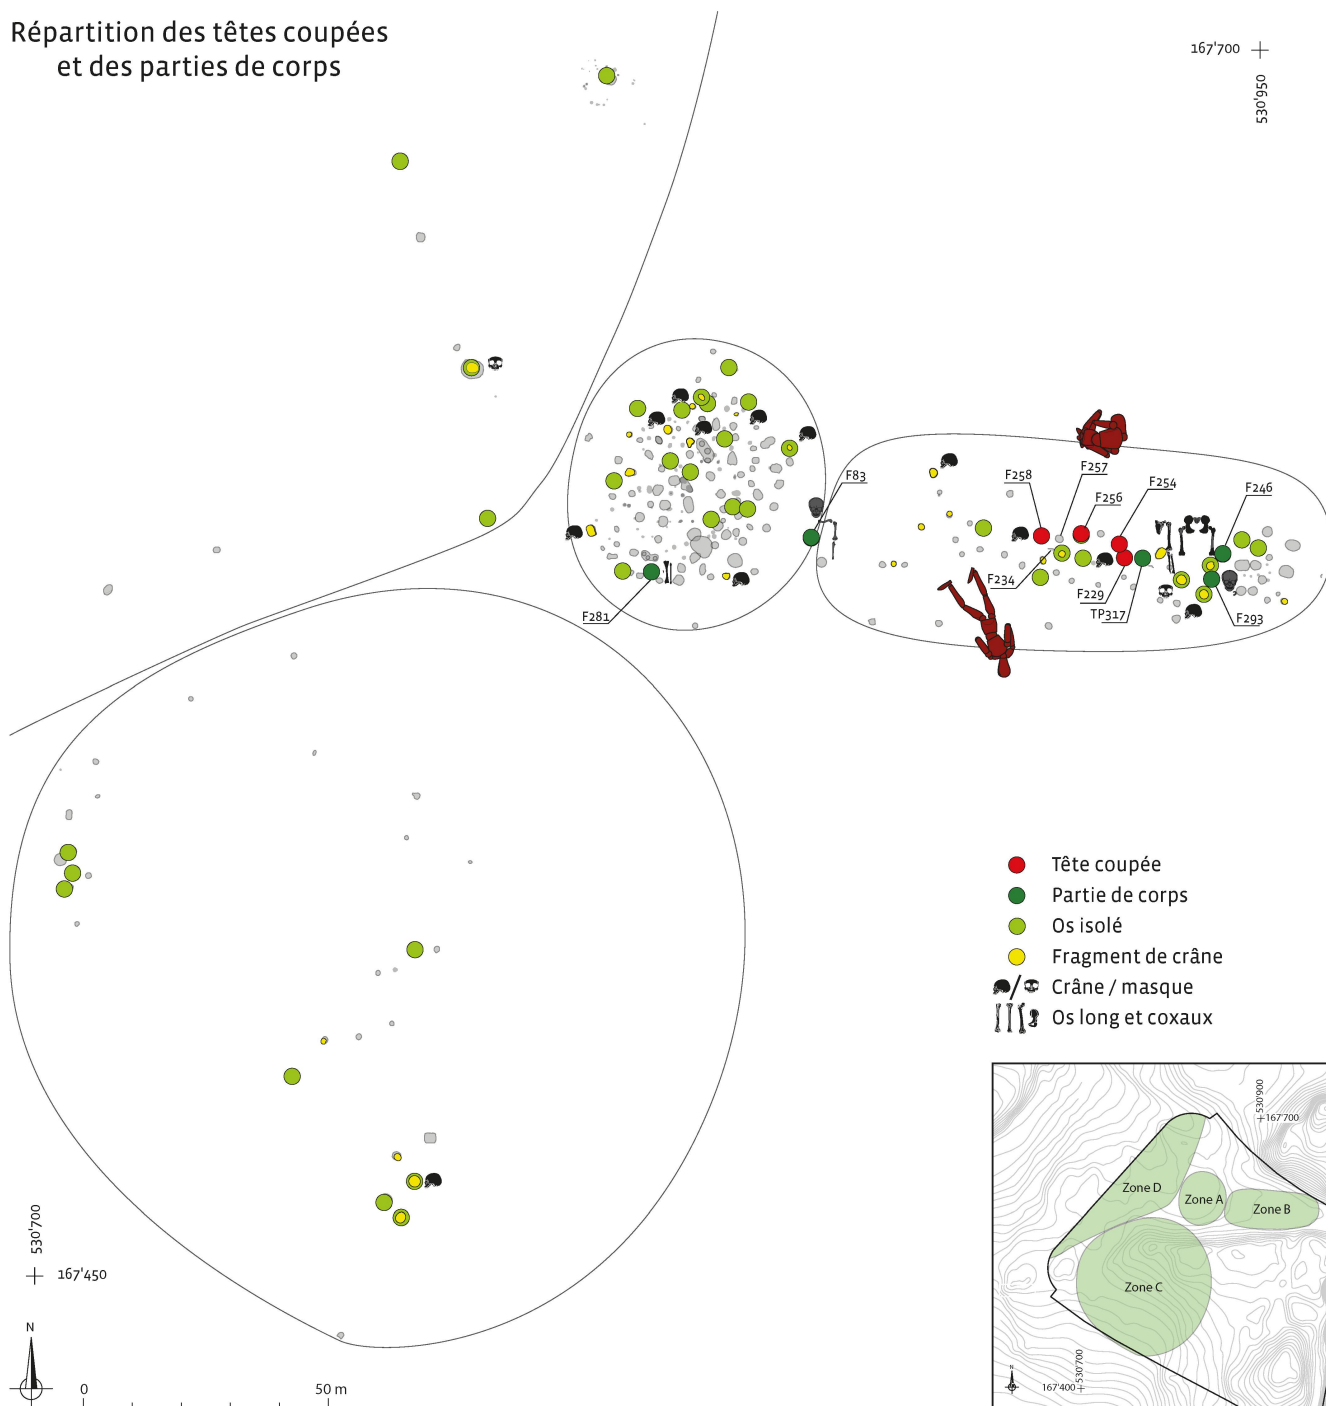 Répartition des têtes coupées
et des parties de corps
167'700
530'950
F83
F258
F257
F256
F254
F246
F234
F229
TP317
F293
F281
Tête coupée
Partie de corps
Os isolé
Fragment de crâne
Crâne / masque
Os long et coxaux
530'700
167'450
N
0
50 m
530'900
167'700
Zone D
Zone A
Zone B
Zone C
N
530'700
167'400